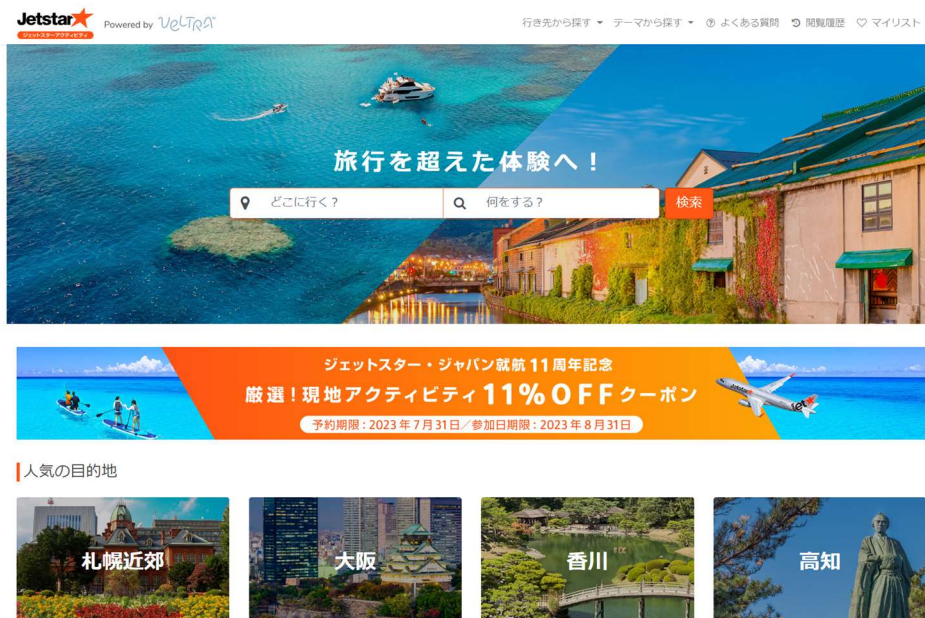 Jetstar
ジェットスターアクティビティ
Powered by VELTRA
行き先から探す テーマから探す よくある質問 閲覧履歴 マイリスト
旅行を超えた体験へ！
どこに行く？ 何をする？ 検索
ジェットスター・ジャパン就航11周年記念
厳選！現地アクティビティ11%OFFクーポン
予約期限：2023年7月31日／参加日期限：2023年8月31日
Jetstar
Jet
人気の目的地
札幌近郊 大阪 香川 高知